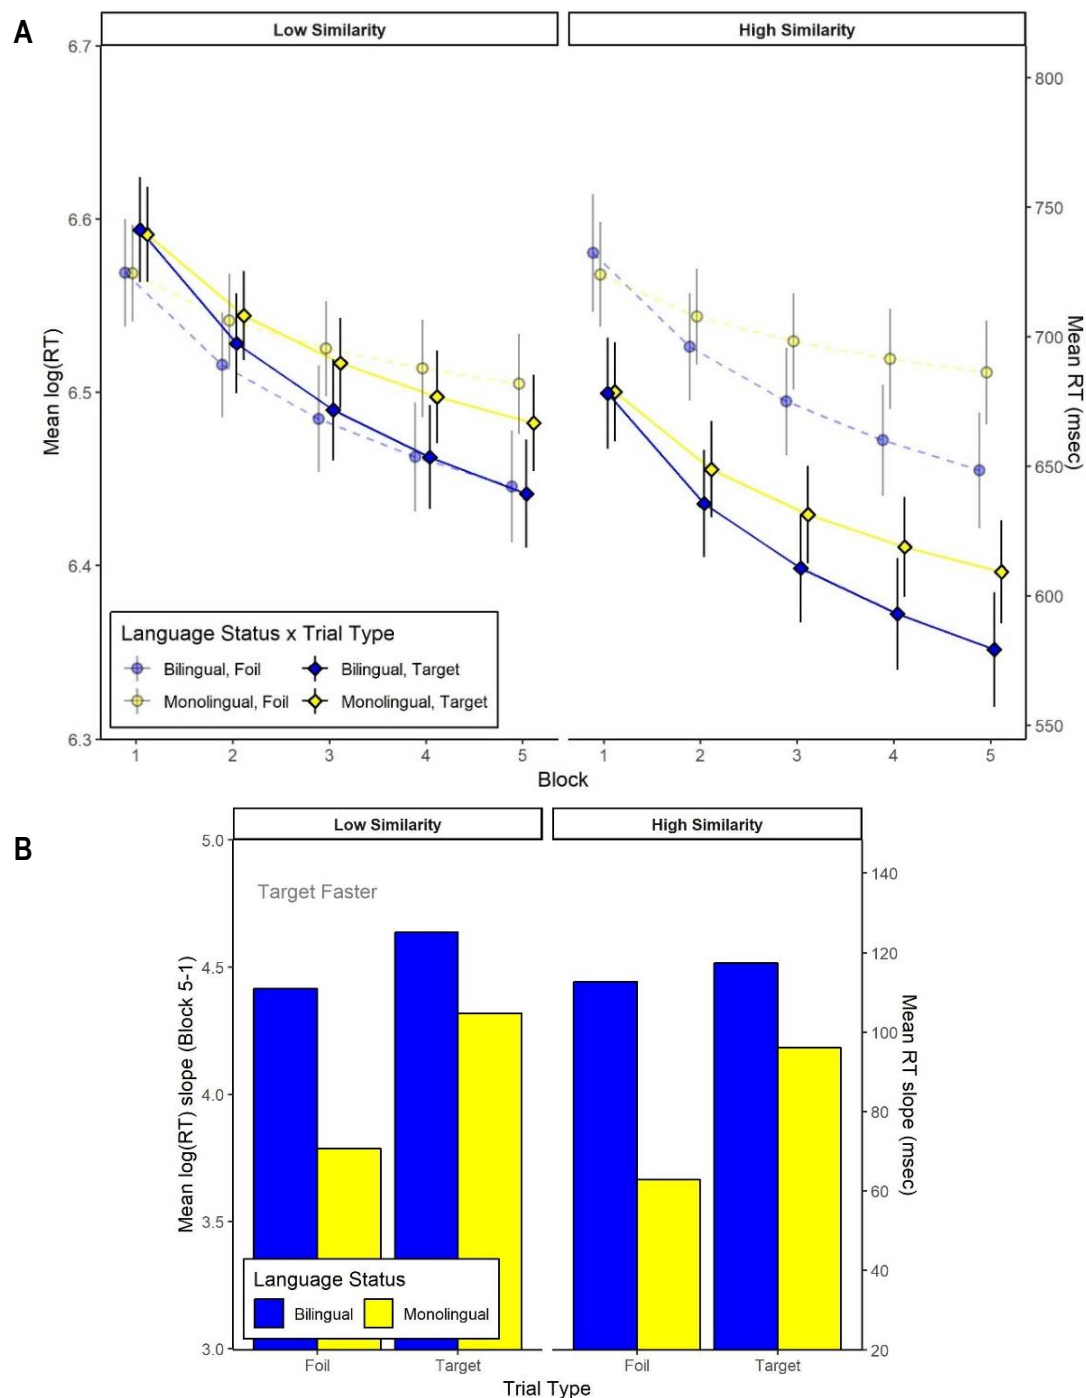 A
Low Similarity
High Similarity
6.7
6.6
6.5
6.4
6.3
Mean log(RT)
800
750
700
650
600
550
Mean RT (msec)
Language Status x Trial Type
Bilingual, Foil
Bilingual, Target
Monolingual, Foil
Monolingual, Target
1 2 3 4 5
1 2 3 4 5
Block
B
Low Similarity
High Similarity
5.0
4.5
4.0
3.5
3.0
Mean log(RT) slope (Block 5-1)
Target Faster
140
120
100
80
60
40
20
Mean RT slope (msec)
Language Status
Bilingual
Monolingual
Foil Target
Foil Target
Trial Type